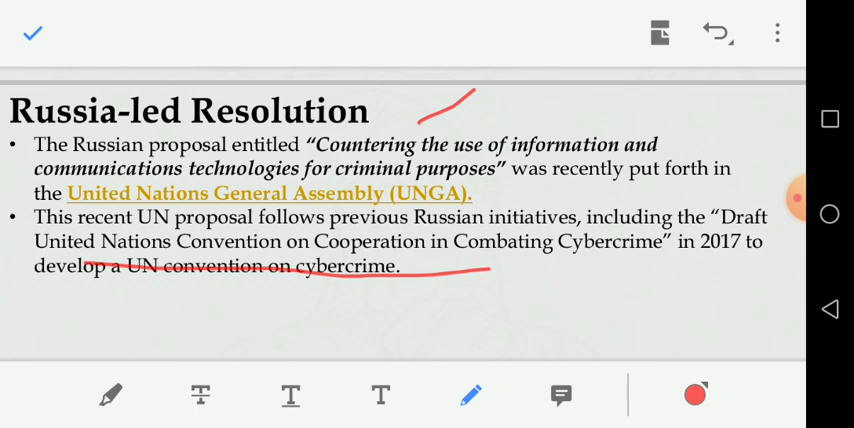 Russia-led Resolution
• The Russian proposal entitled “Countering the use of information and
communications technologies for criminal purposes” was recently put forth in
the United Nations General Assembly (UNGA).
• This recent UN proposal follows previous Russian initiatives, including the “Draft
United Nations Convention on Cooperation in Combating Cybercrime” in 2017 to
develop a UN convention on cybercrime.
T T T